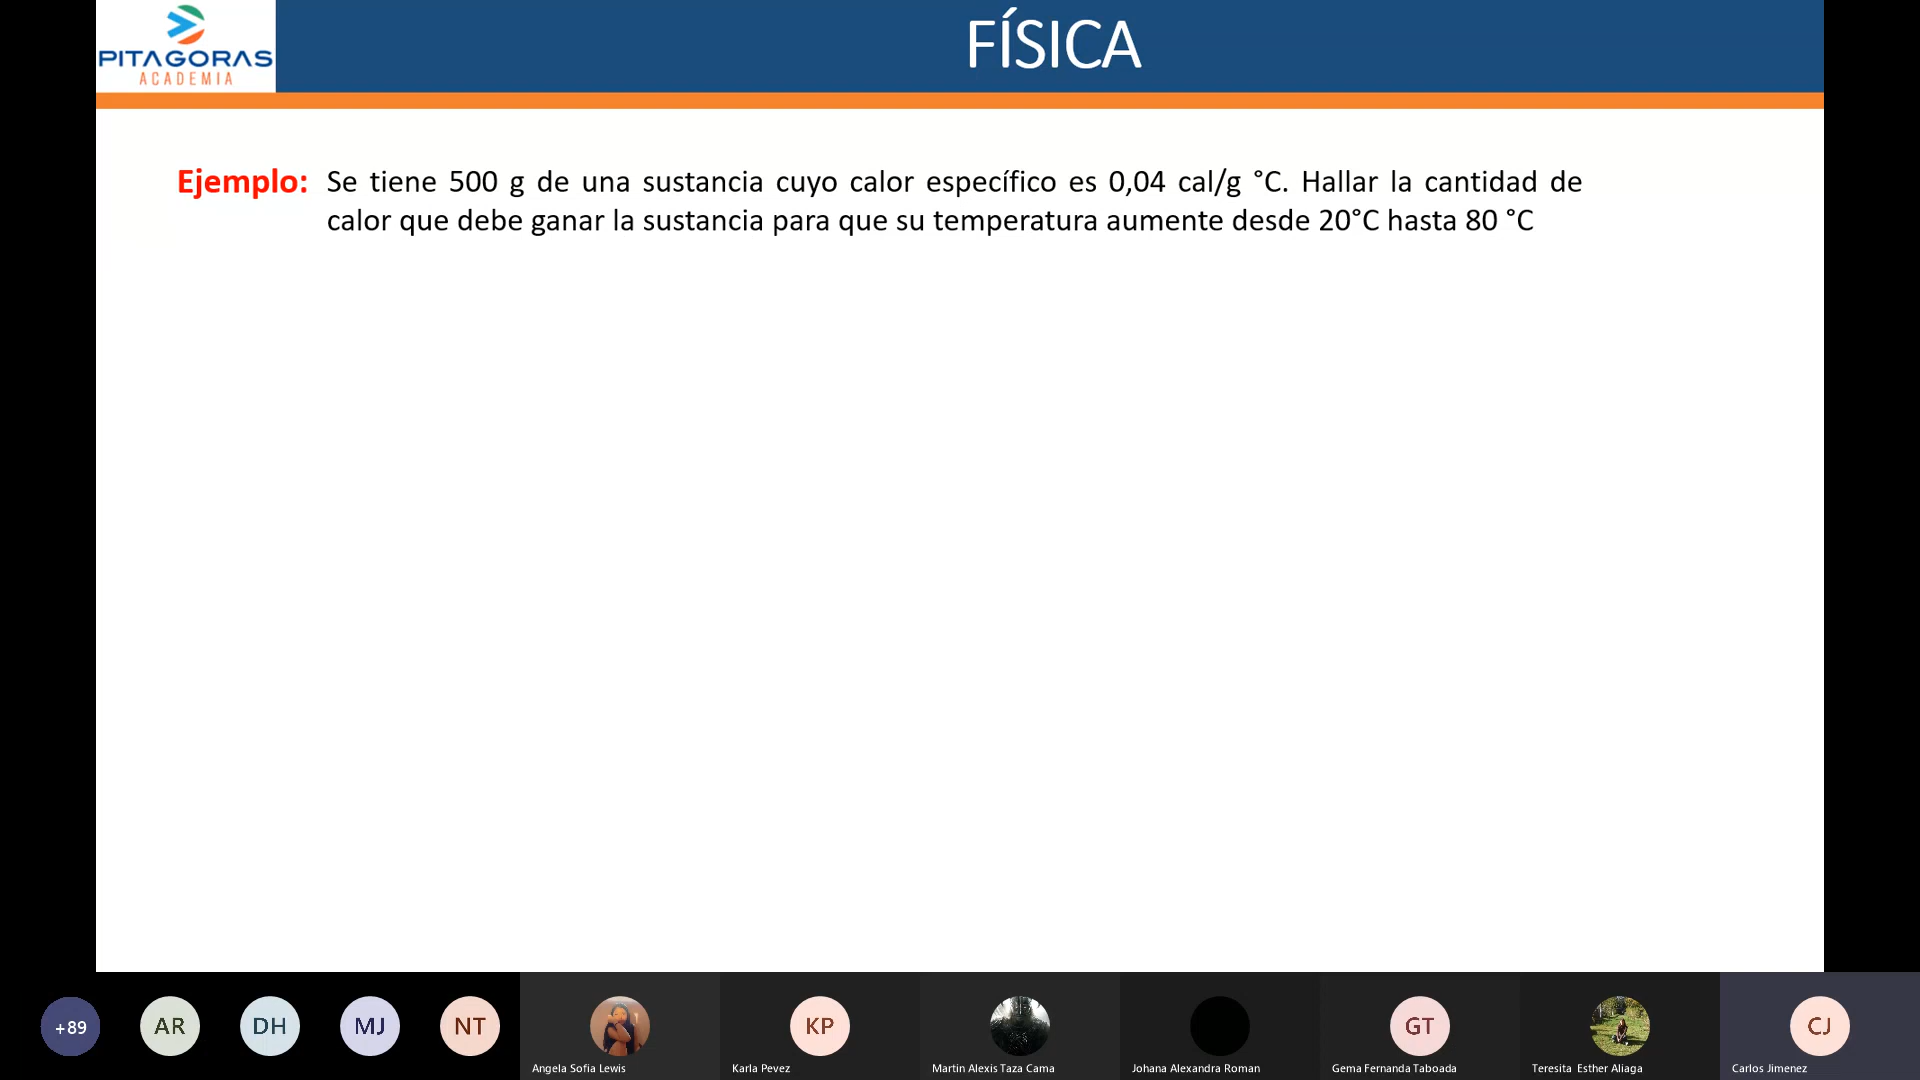 PITAGORAS
ACADEMIA
FÍSICA
Ejemplo: Se tiene 500 g de una sustancia cuyo calor específico es 0,04 cal/g °C. Hallar la cantidad de
calor que debe ganar la sustancia para que su temperatura aumente desde 20°C hasta 80 °C
+89
AR
DH
MJ
NT
KP
GT
CJ
Angela Sofia Lewis
Karla Pevez
Martin Alexis Taza Cama
Johana Alexandra Roman
Gema Fernanda Taboada
Teresita Esther Aliaga
Carlos Jimenez